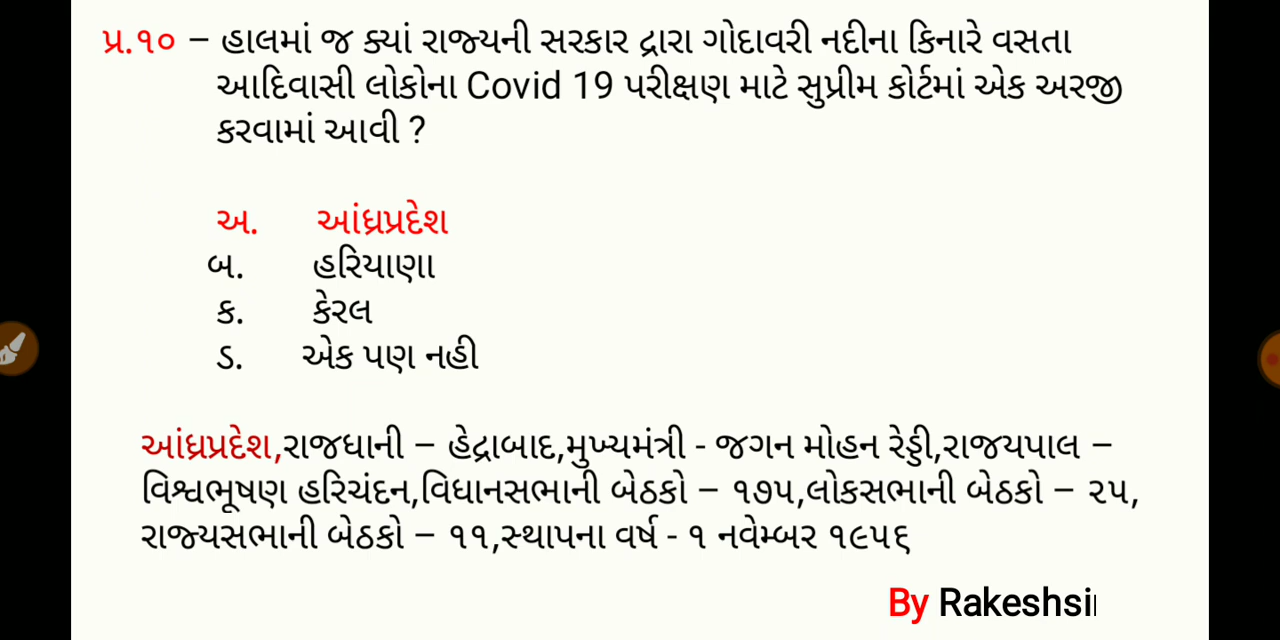 પ્ર.૧૦ – હાલમાં જ ક્યાં રાજ્યની સરકાર દ્વારા ગોદાવરી નદીના કિનારે વસતા
આદિવાસી લોકોના Covid 19 પરીક્ષણ માટે સુપ્રીમ કોર્ટમાં એક અરજી
કરવામાં આવી ?
અ. આંધ્રપ્રદેશ
બ. હરિયાણા
ક. કેરલ
ડ. એક પણ નહી
આંધ્રપ્રદેશ,રાજધાની – હેદ્રાબાદ,મુખ્યમંત્રી - જગન મોહન રેડ્ડી,રાજયપાલ –
વિશ્વભૂષણ હરિચંદન,વિધાનસભાની બેઠકો – ૧૭૫,લોકસભાની બેઠકો – ૨૫,
રાજ્યસભાની બેઠકો – ૧૧,સ્થાપના વર્ષ - ૧ નવેમ્બર ૧૯૫૬
By Rakeshsi